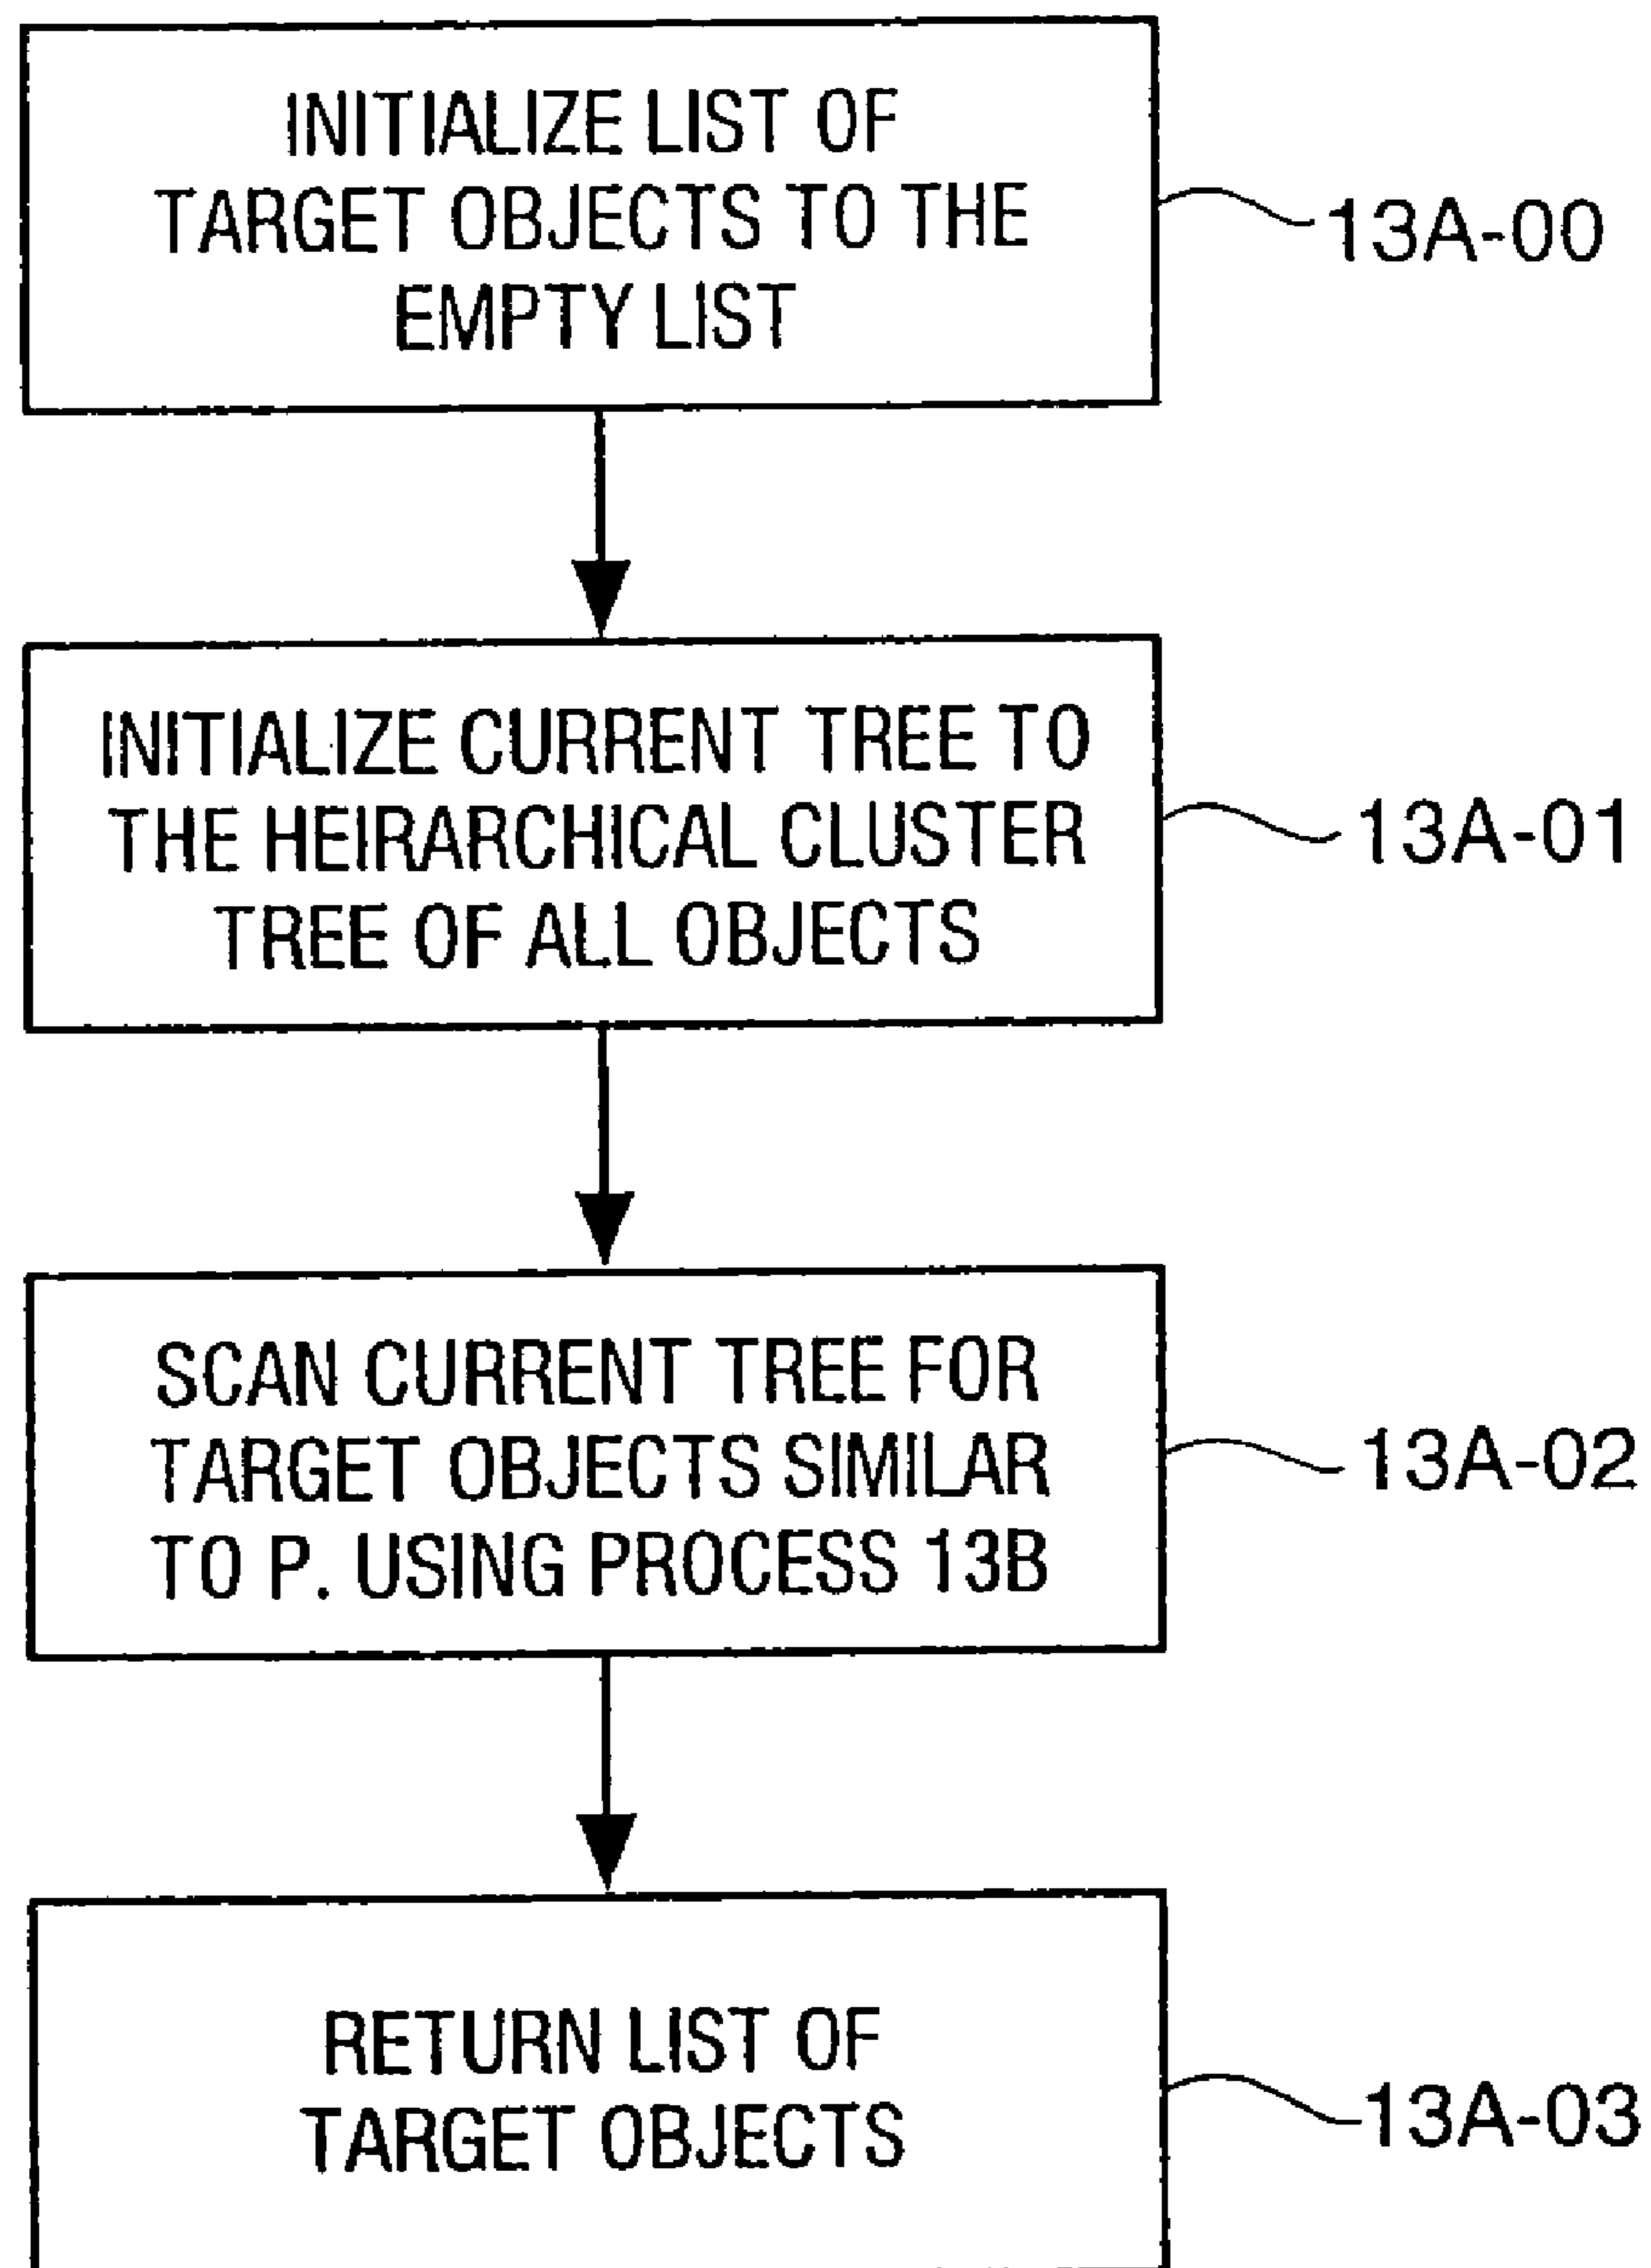 INITIALIZE LIST OF
TARGET OBJECTS TO THE
EMPTY LIST
13A-00
INITIALIZE CURRENT TREE TO
THE HEIRARCHICAL CLUSTER
TREE OF ALL OBJECTS
13A-01
SCAN CURRENT TREE FOR
TARGET OBJECTS SIMILAR
TO P. USING PROCESS 13B
13A-02
RETURN LIST OF
TARGET OBJECTS
13A-03